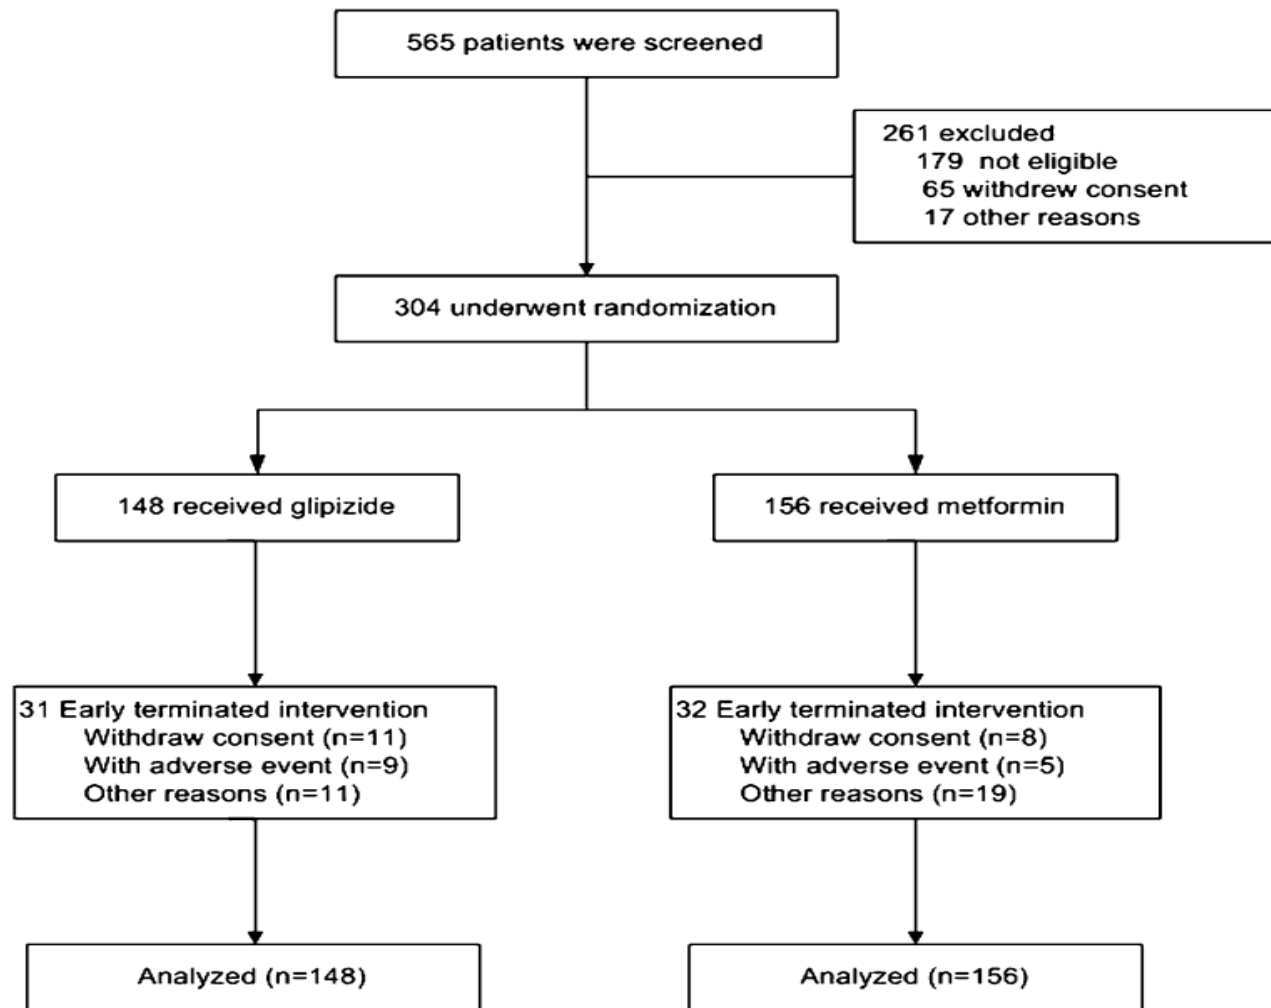 565 patients were screened
261 excluded
179 not eligible
65 withdrew consent
17 other reasons
304 underwent randomization
148 received glipizide
156 received metformin
31 Early terminated intervention
Withdraw consent (n=11)
With adverse event (n=9)
Other reasons (n=11)
32 Early terminated intervention
Withdraw consent (n=8)
With adverse event (n=5)
Other reasons (n=19)
Analyzed (n=148)
Analyzed (n=156)